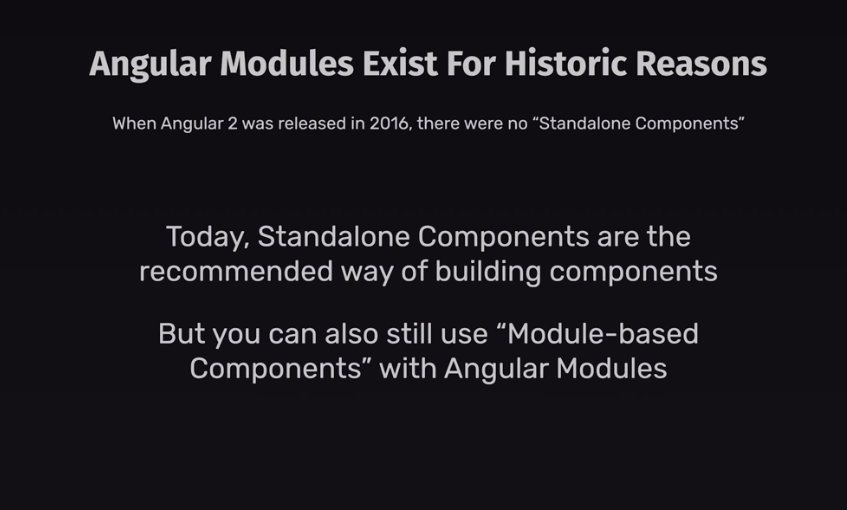 Angular Modules Exist For Historic Reasons
When Angular 2 was released in 2016, there were no “Standalone Components”
Today, Standalone Components are the
recommended way of building components
But you can also still use “Module-based
Components” with Angular Modules